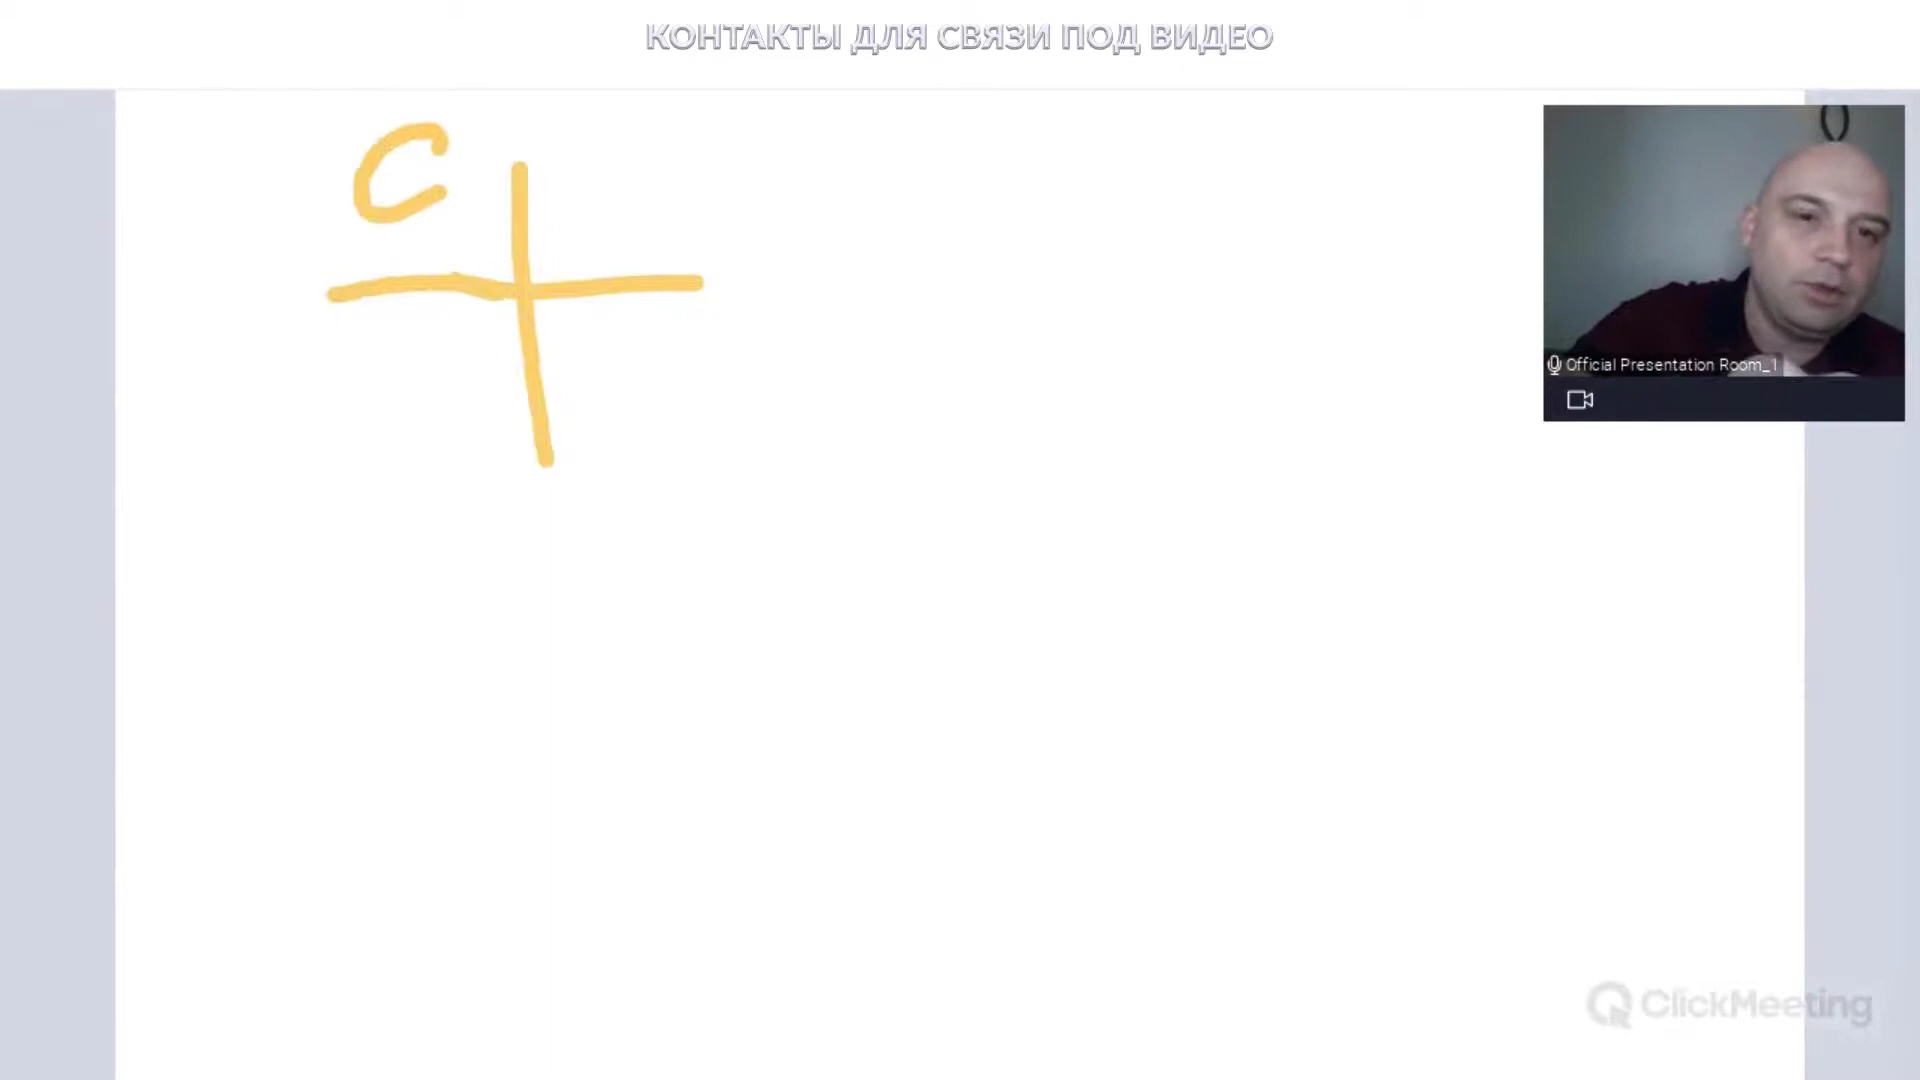 КОНТАКТЫ ДЛЯ СВЯЗИ ПОД ВИДЕО
C
Official Presentation Room_1
ClickMeeting